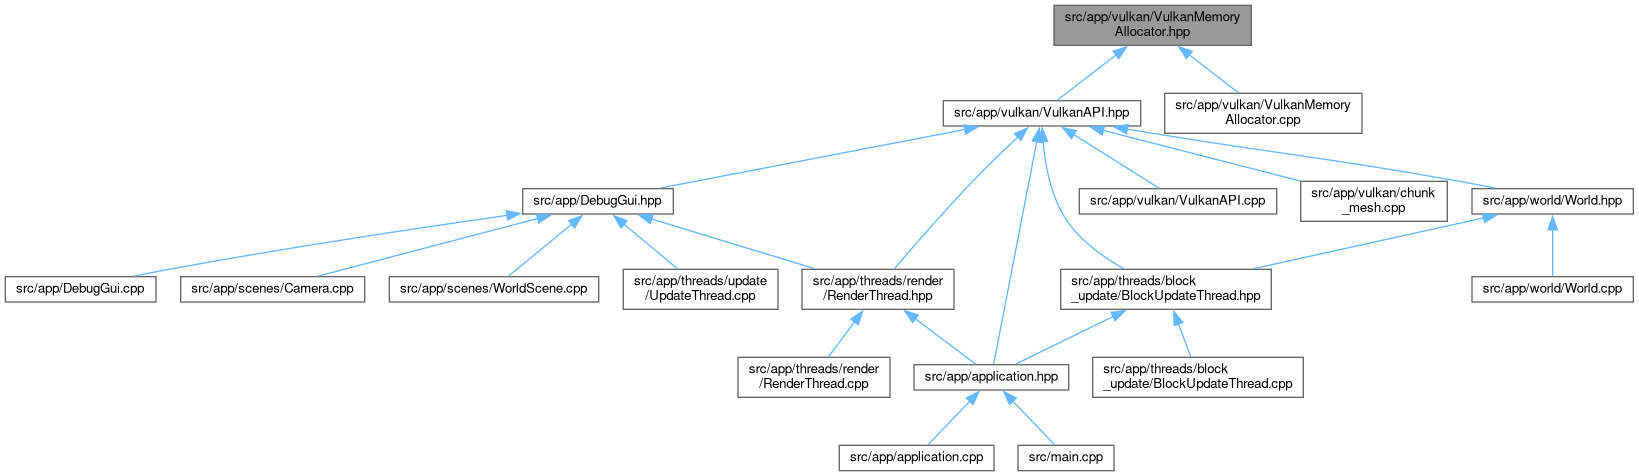 src/app/vulkan/VulkanMemory
Allocator.hpp
src/app/vulkan/VulkanAPI.hpp
src/app/vulkan/VulkanMemory
Allocator.cpp
src/app/DebugGui.hpp
src/app/vulkan/VulkanAPI.cpp
src/app/vulkan/chunk
_mesh.cpp
src/app/world/World.hpp
src/app/DebugGui.cpp
src/app/scenes/Camera.cpp
src/app/scenes/WorldScene.cpp
src/app/threads/update
/UpdateThread.cpp
src/app/threads/render
/RenderThread.hpp
src/app/threads/block
_update/BlockUpdateThread.hpp
src/app/world/World.cpp
src/app/threads/render
/RenderThread.cpp
src/app/application.hpp
src/app/threads/block
_update/BlockUpdateThread.cpp
src/app/application.cpp
src/main.cpp